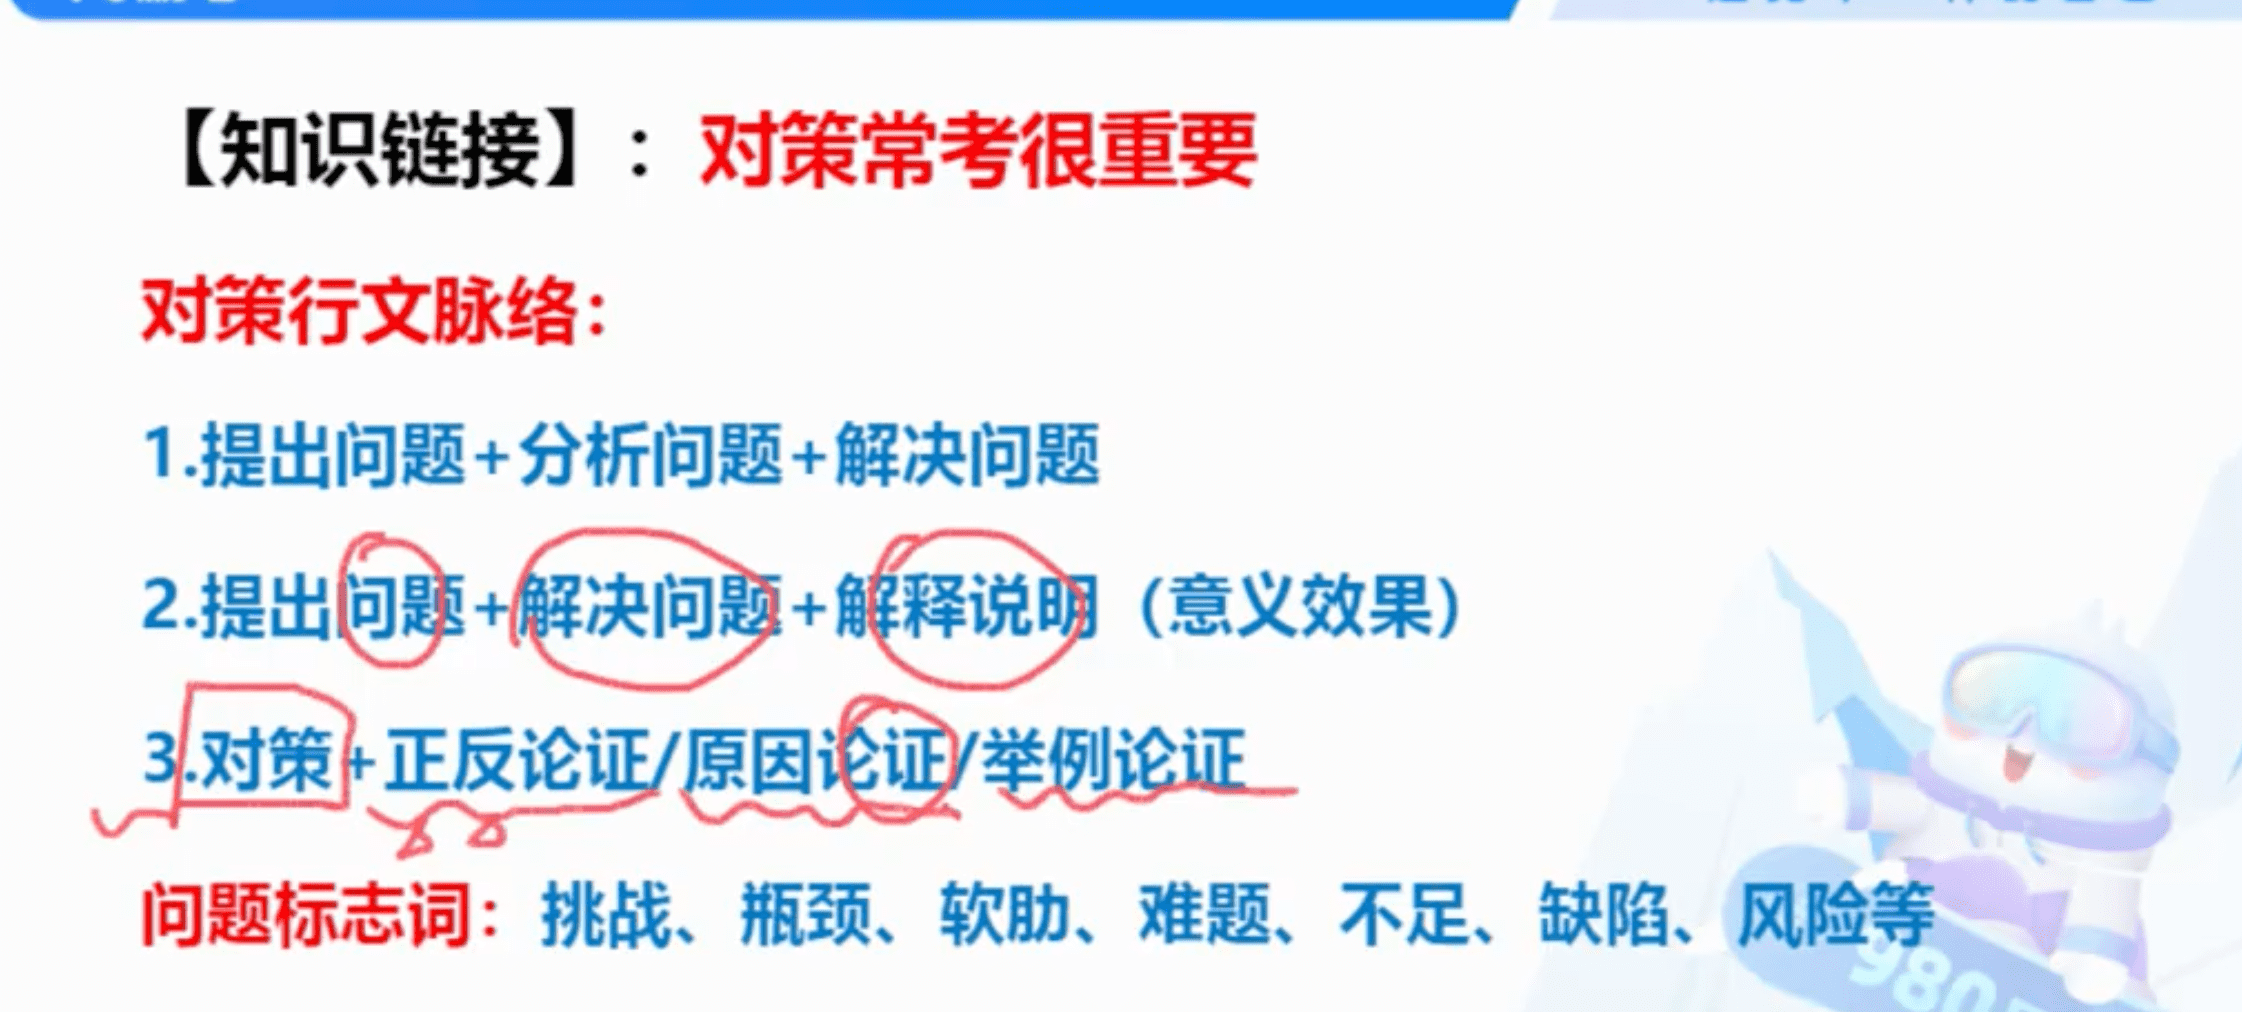 【知识链接】：对策常考很重要
对策行文脉络：
1.提出问题+分析问题+解决问题
2.提出问题+解决问题+解释说明（意义效果）
3.对策+正反论证/原因论证/举例论证
问题标志词：挑战、瓶颈、软肋、难题、不足、缺陷、风险等
980